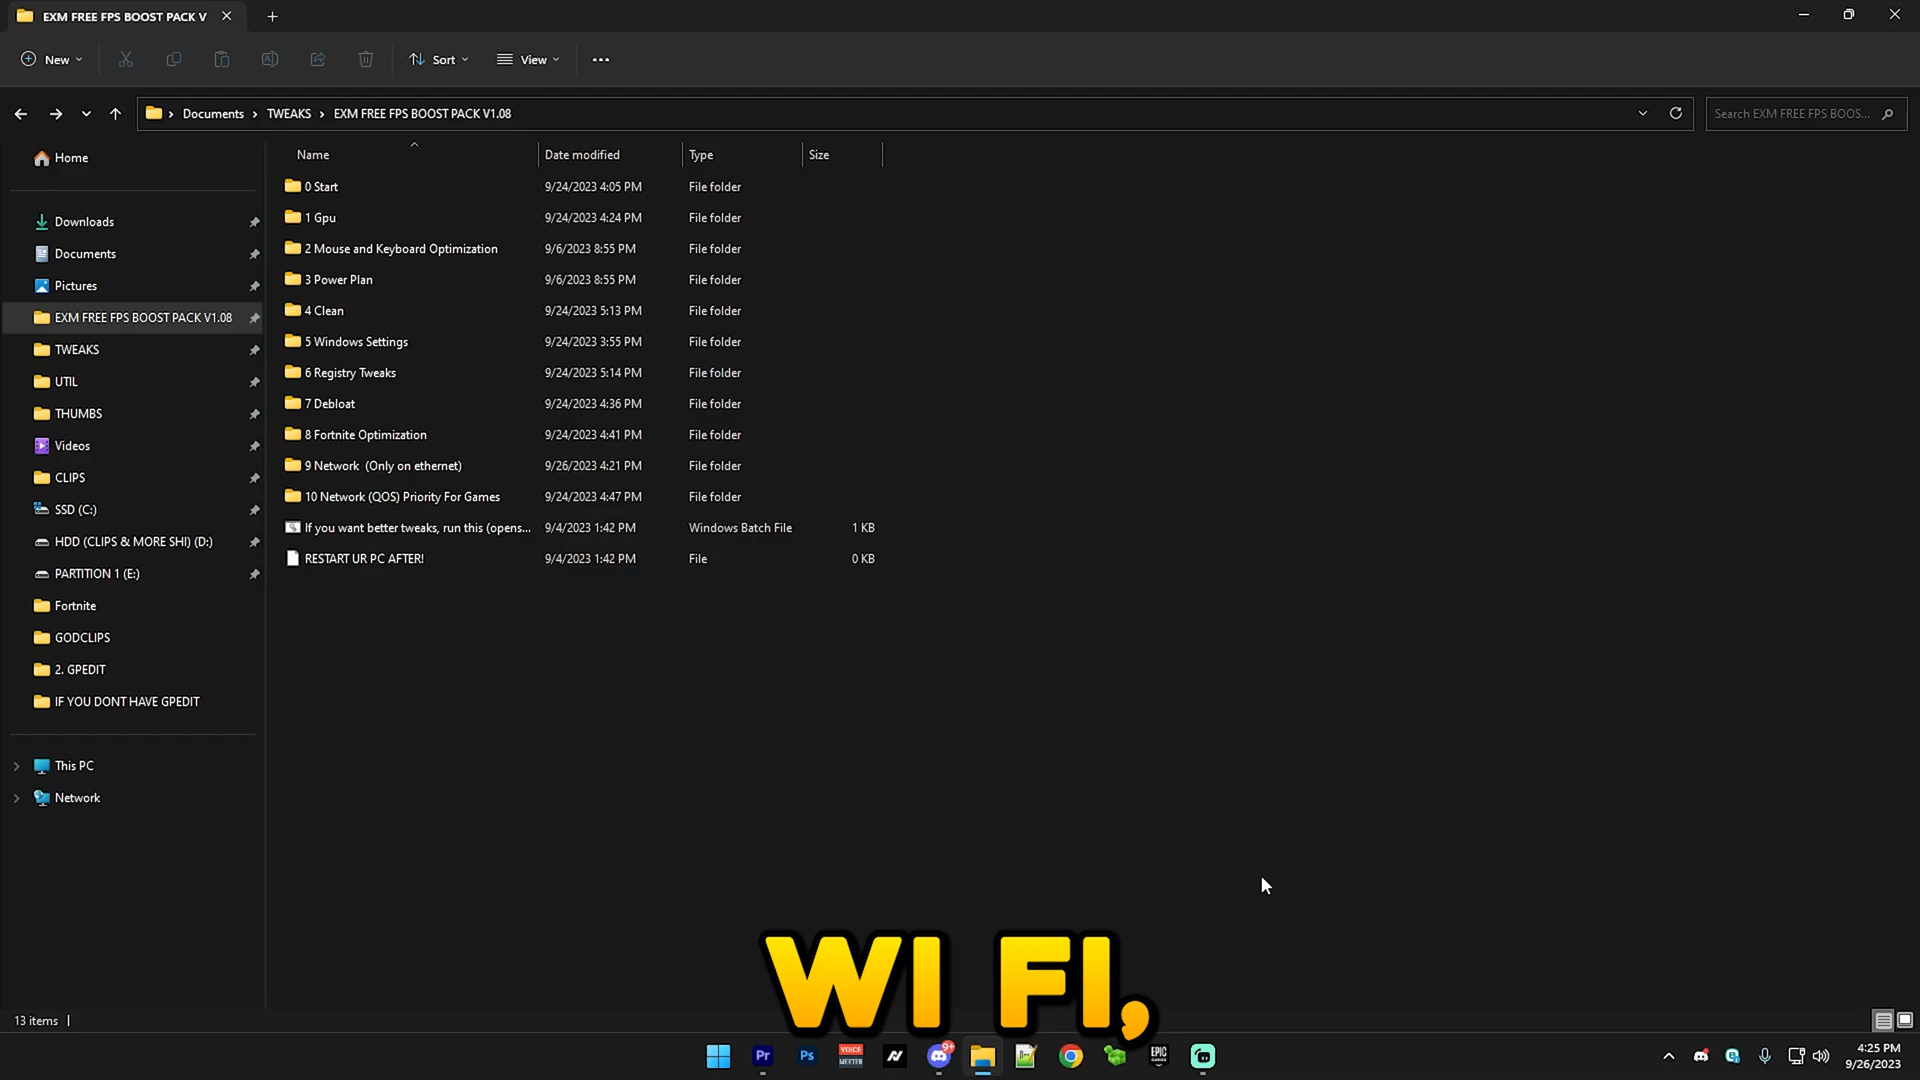 EXM FREE FPS BOOST PACK V
New
Sort
View
Documents > TWEAKS > EXM FREE FPS BOOST PACK V1.08
Search EXM FREE FPS BOOS...
Home
Downloads
Documents
Pictures
EXM FREE FPS BOOST PACK V1.08
TWEAKS
UTIL
THUMBS
Videos
CLIPS
SSD (C:)
HDD (CLIPS & MORE SHI) (D:)
PARTITION 1 (E:)
Fortnite
GODCLIPS
2. GPEDIT
IF YOU DONT HAVE GPEDIT
This PC
Network
Name Date modified Type Size
0 Start 9/24/2023 4:05 PM File folder
1 Gpu 9/24/2023 4:24 PM File folder
2 Mouse and Keyboard Optimization 9/6/2023 8:55 PM File folder
3 Power Plan 9/6/2023 8:55 PM File folder
4 Clean 9/24/2023 5:13 PM File folder
5 Windows Settings 9/24/2023 3:55 PM File folder
6 Registry Tweaks 9/24/2023 5:14 PM File folder
7 Debloat 9/24/2023 4:36 PM File folder
8 Fortnite Optimization 9/24/2023 4:41 PM File folder
9 Network (Only on ethernet) 9/26/2023 4:21 PM File folder
10 Network (QOS) Priority For Games 9/24/2023 4:47 PM File folder
If you want better tweaks, run this (opens... 9/4/2023 1:42 PM Windows Batch File 1 KB
RESTART UR PC AFTER! 9/4/2023 1:42 PM File 0 KB
WI FI,
13 items
Pr
Ps
VOICE MEETER
9+
EPIC GAMES
4:25 PM
9/26/2023